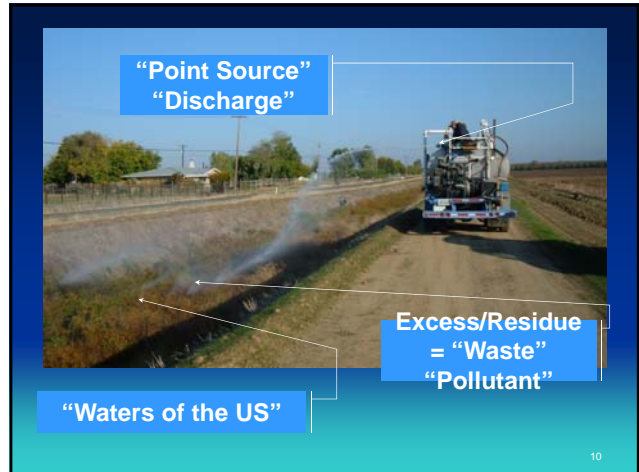 “Point Source”
“Discharge”
Excess/Residue
= “Waste”
“Pollutant”
“Waters of the US”
10